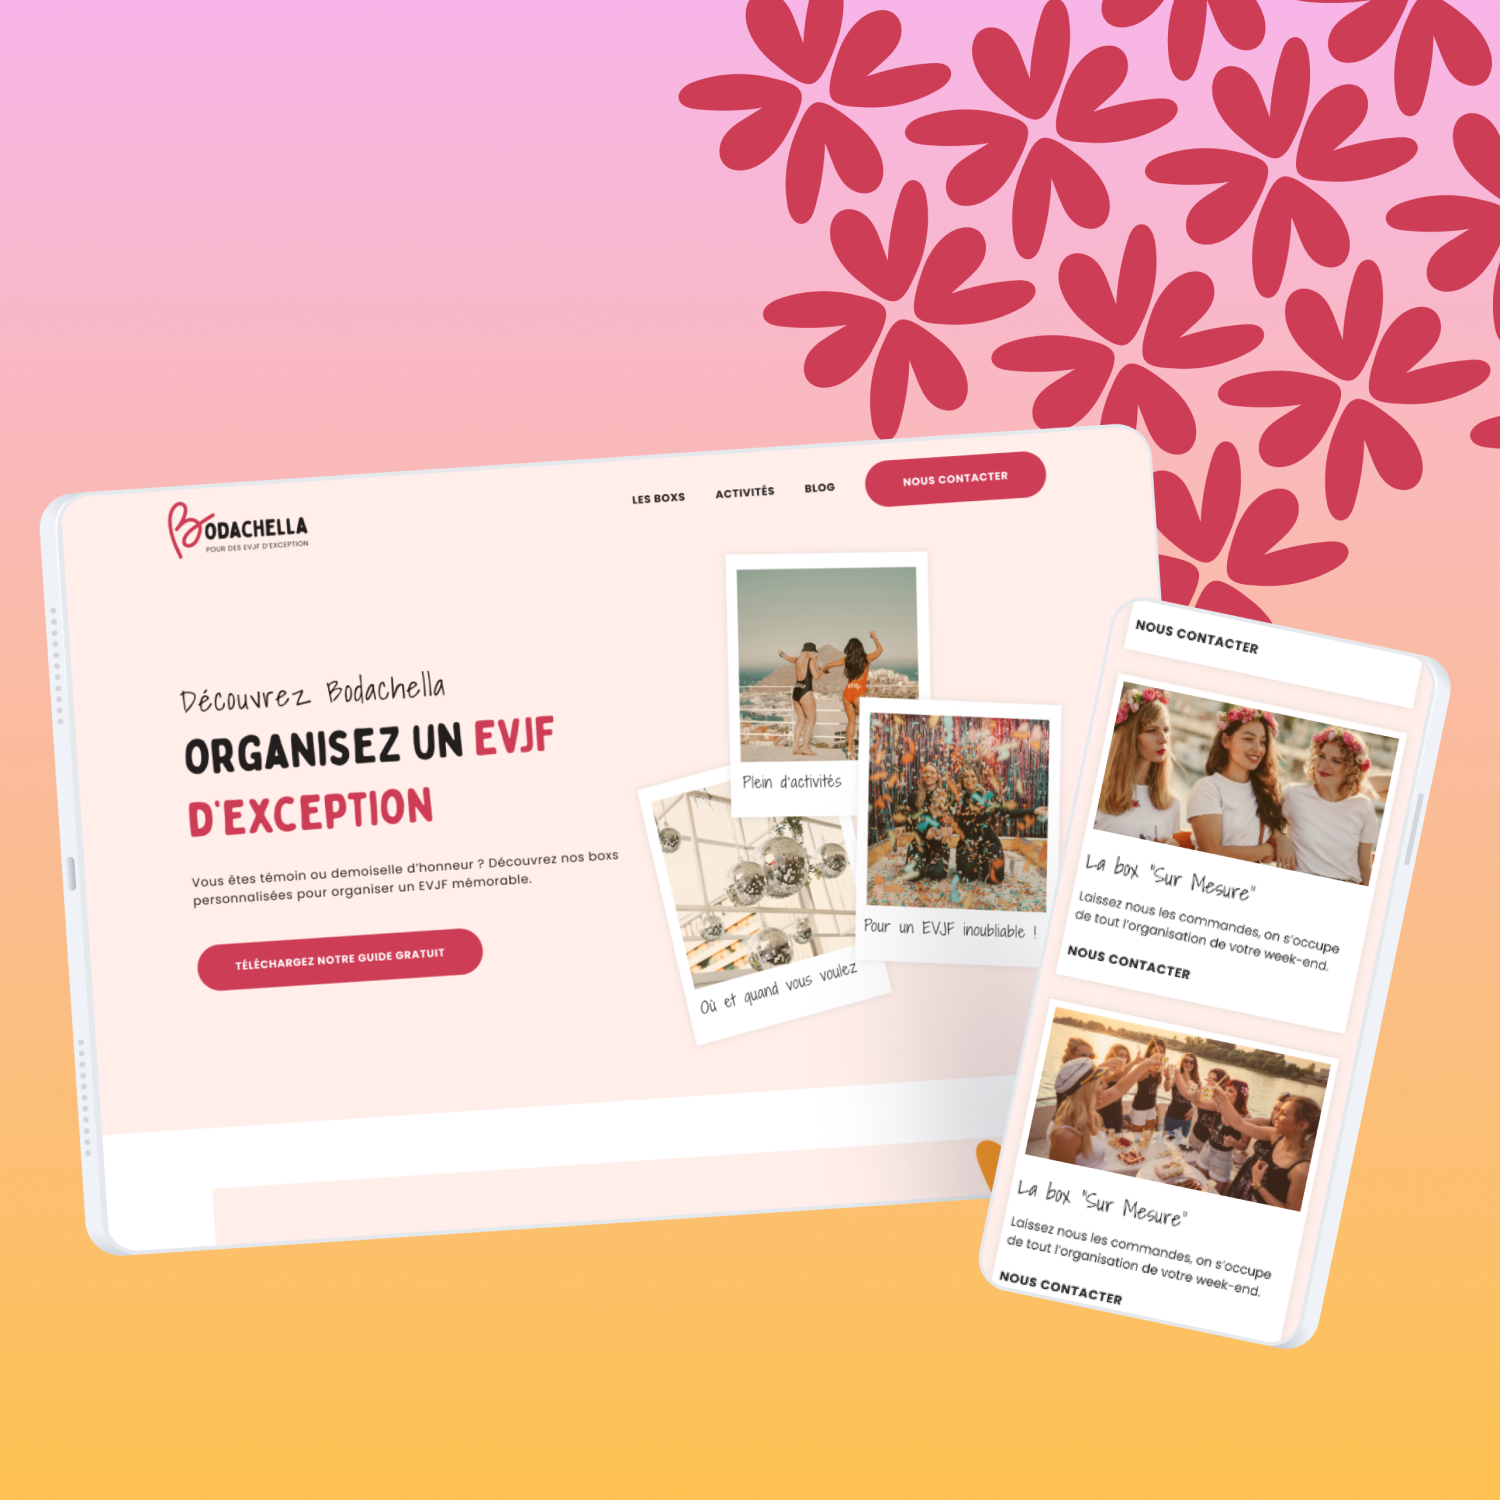 BODACHELLA
POUR DES EVJF D'EXCEPTION
LES BOXS
ACTIVITÉS
BLOG
NOUS CONTACTER
Découvrez Bodachella
ORGANISEZ UN EVJF
D'EXCEPTION
Vous êtes témoin ou demoiselle d'honneur ? Découvrez nos boxs
personnalisées pour organiser un EVJF mémorable.
TÉLÉCHARGEZ NOTRE GUIDE GRATUIT
Plein d'activités
Pour un EVJF inoubliable !
Où et quand vous voulez
NOUS CONTACTER
La box "Sur Mesure"
Laissez nous les commandes, on s'occupe
de tout l'organisation de votre week-end.
NOUS CONTACTER
La box "Sur Mesure"
Laissez nous les commandes, on s'occupe
de tout l'organisation de votre week-end.
NOUS CONTACTER